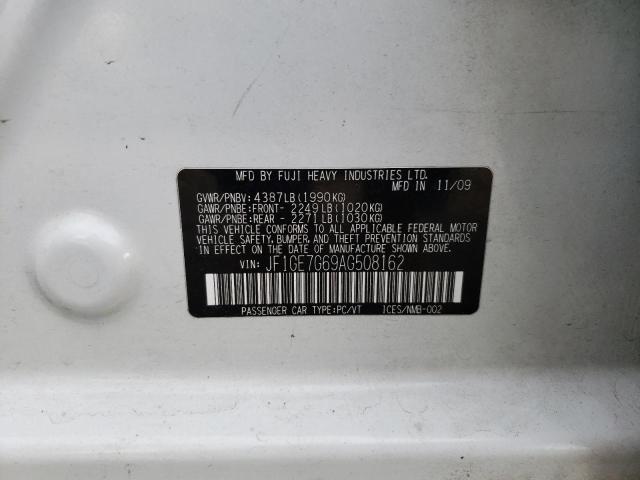 MFD BY FUJI HEAVY INDUSTRIES LTD.
MFD IN 11/09
GVWR/PNBV: 4387LB(1990KG)
GAWR/PNBE:FRONT- 2249LB(1020KG)
GAWR/PNBE:REAR - 2271LB(1030KG)
THIS VEHICLE CONFORMS TO ALL APPLICABLE FEDERAL MOTOR
VEHICLE SAFETY, BUMPER, AND THEFT PREVENTION
STANDARDS IN EFFECT ON THE DATE OF MANUFACTURE SHOWN ABOVE.
VIN: JF1GE7G69AG508162
PASSENGER CAR TYPE:PC/VT ICES/NMB-002